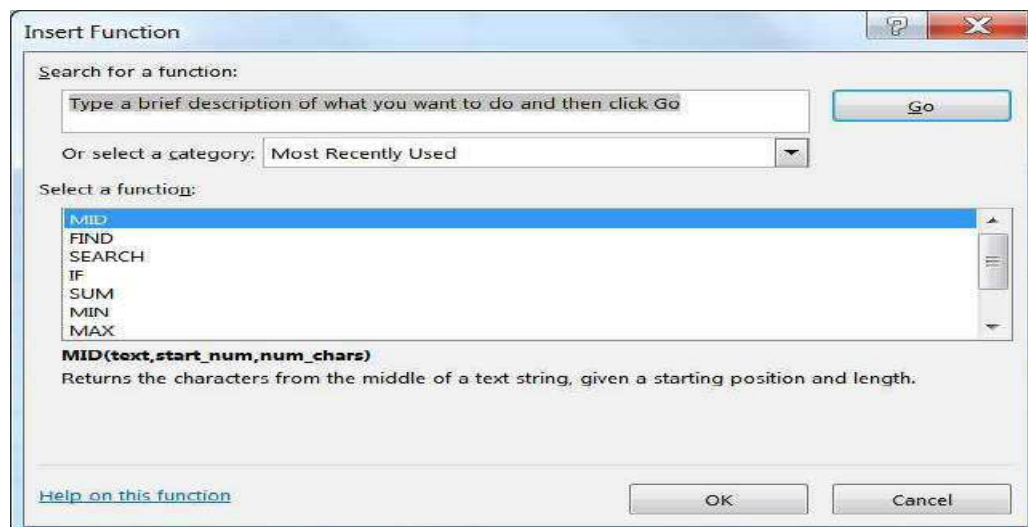 Insert Function
Search for a function:
Type a brief description of what you want to do and then click Go
Go
Or select a category: Most Recently Used
Select a function:
MID
FIND
SEARCH
IF
SUM
MIN
MAX
MID(text,start_num,num_chars)
Returns the characters from the middle of a text string, given a starting position and length.
Help on this function
OK
Cancel